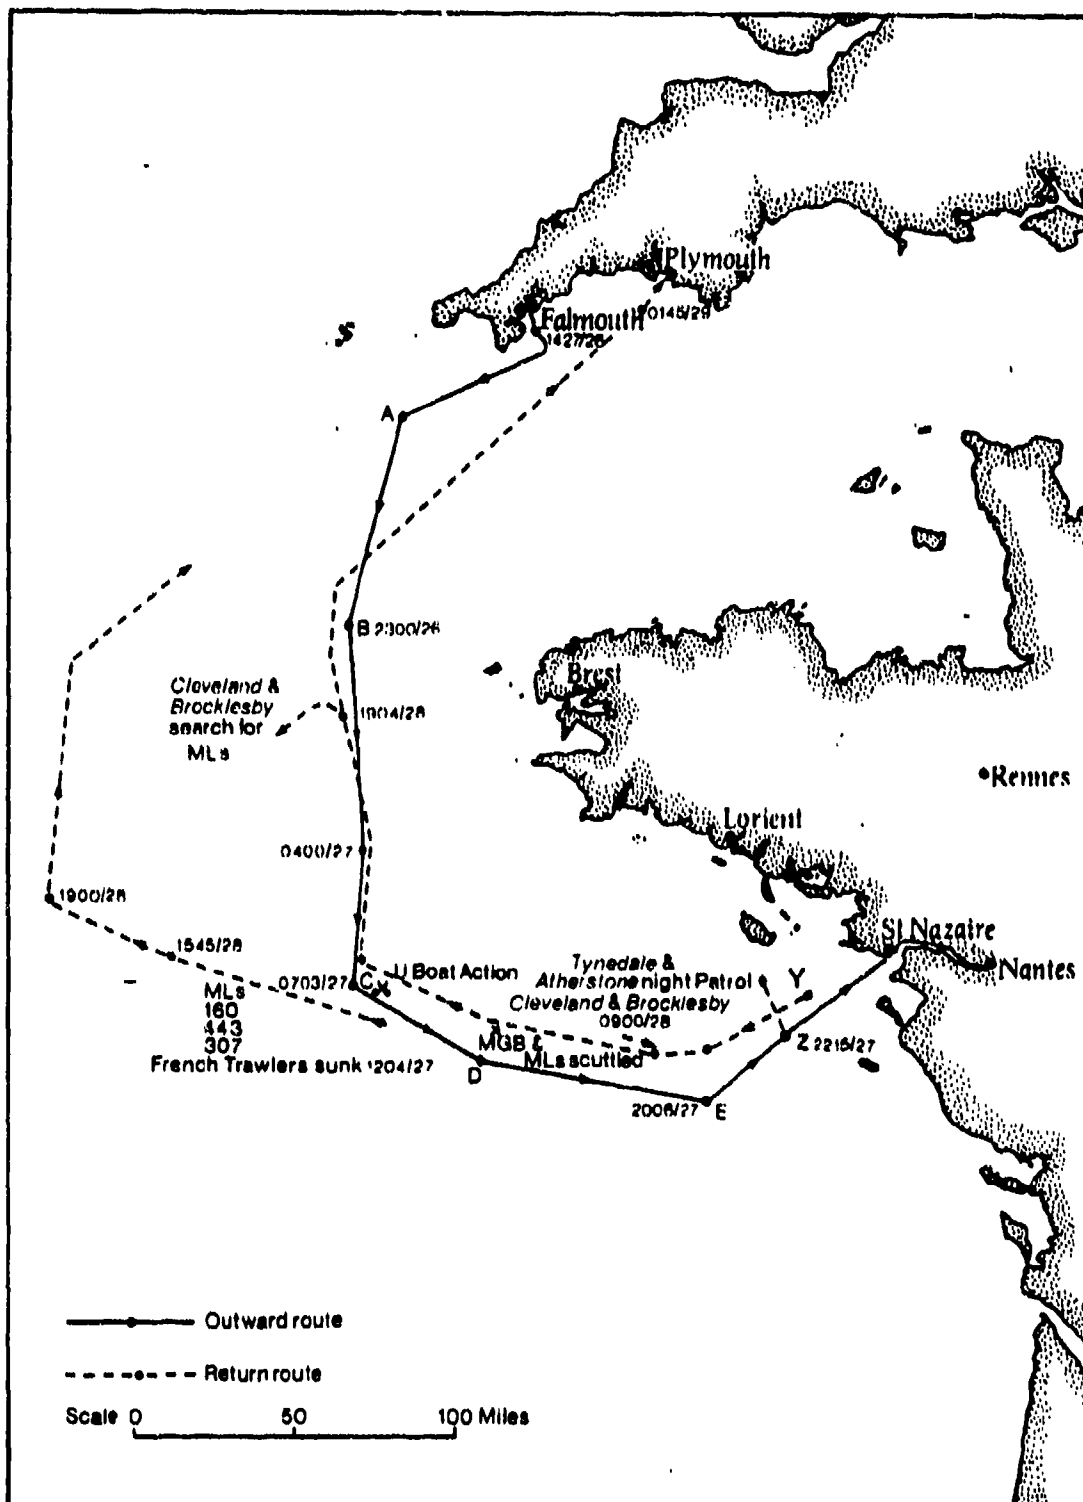 Plymouth
0145/29
Falmouth
1427/26
A
B 2300/26
Cleveland &
Brocklesby
search for
MLs
1904/28
Brest
Rennes
Lorient
0400/27
1900/28
1545/28
St Nazaire
Nantes
U Boat Action
0703/27 C
Tynedale &
Atherstone night Patrol
Cleveland & Brocklesby
0900/28
Y
MLs
160
443
307
French Trawlers sunk 1204/27
D
MGB &
MLs scuttled
Z 2215/27
2006/27 E
Outward route
Return route
Scale 0 50 100 Miles